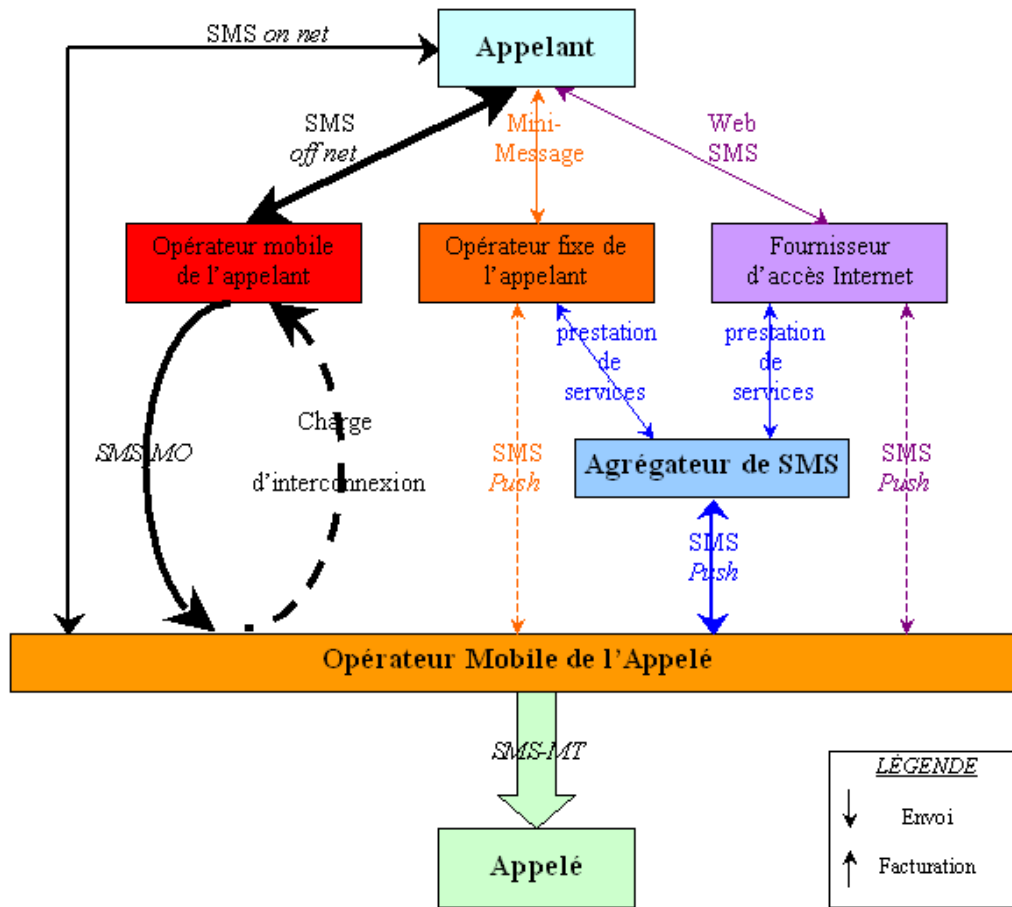 SMS on net
Appelant
SMS
off net
Mini-
Message
Web
SMS
Opérateur mobile
de l’appelant
Opérateur fixe de
l’appelant
Fournisseur
d’accès Internet
prestation
de
services
prestation
de
services
Charge
d’interconnexion
SMS-MO
SMS
Push
Agrégateur de SMS
SMS
Push
SMS
Push
Opérateur Mobile de l’Appelé
SMS-MT
Appelé
LÉGENDE
Envoi
Facturation